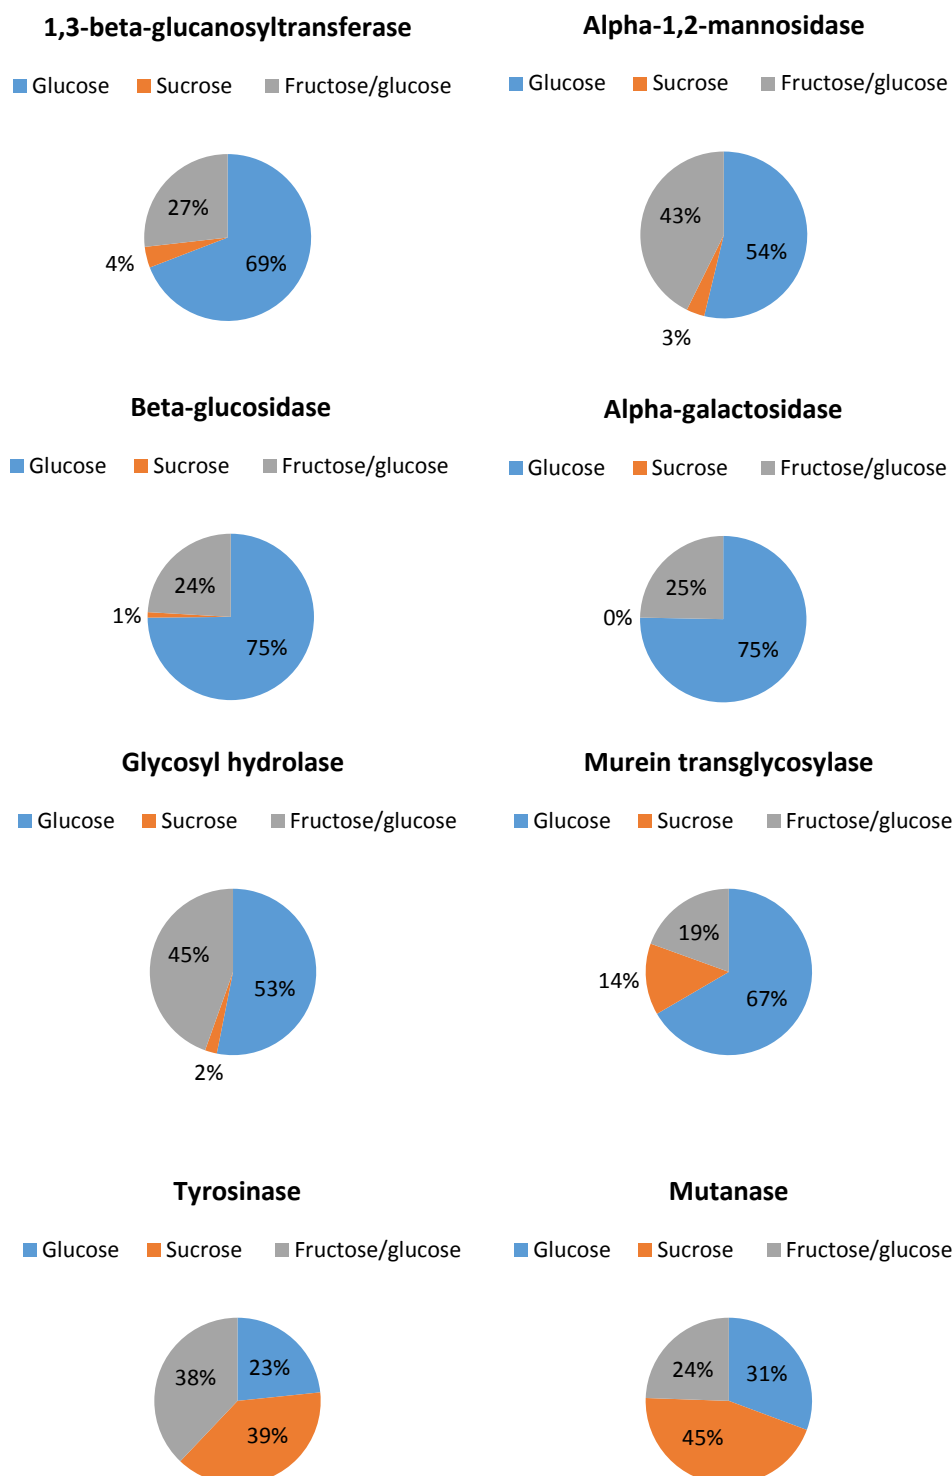 1,3-beta-glucanosyltransferase
Glucose Sucrose Fructose/glucose
27%
4%
69%
Alpha-1,2-mannosidase
Glucose Sucrose Fructose/glucose
43%
54%
3%
Beta-glucosidase
Glucose Sucrose Fructose/glucose
24%
1%
75%
Alpha-galactosidase
Glucose Sucrose Fructose/glucose
25%
0%
75%
Glycosyl hydrolase
Glucose Sucrose Fructose/glucose
45%
53%
2%
Murein transglycosylase
Glucose Sucrose Fructose/glucose
19%
14%
67%
Tyrosinase
Glucose Sucrose Fructose/glucose
38%
23%
39%
Mutanase
Glucose Sucrose Fructose/glucose
24%
31%
45%